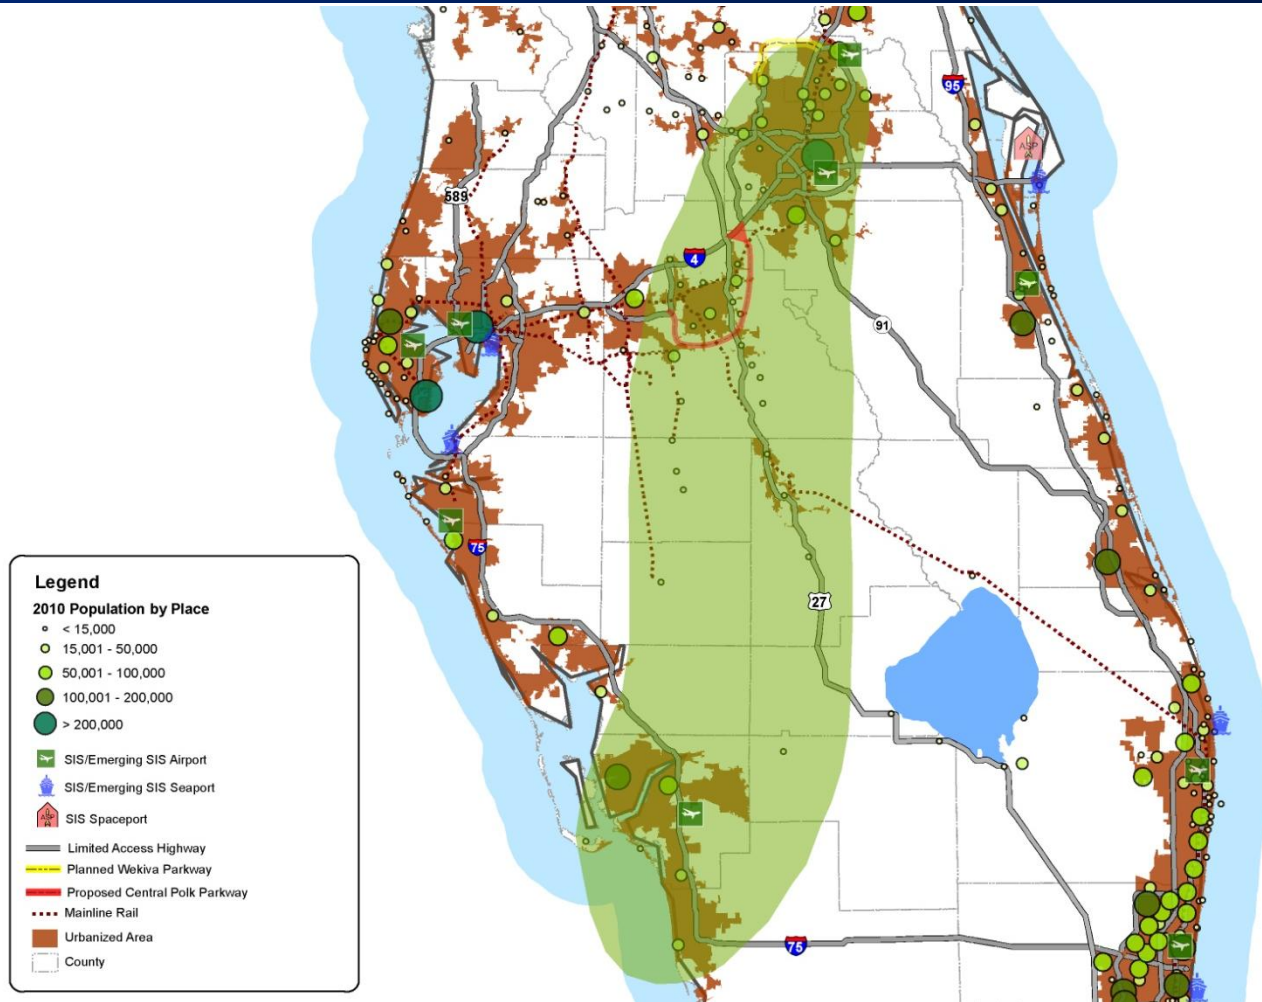 95
ASP
589
4
91
75
27
75
Legend
2010 Population by Place
< 15,000
15,001 - 50,000
50,001 - 100,000
100,001 - 200,000
> 200,000
SIS/Emerging SIS Airport
SIS/Emerging SIS Seaport
ASP
SIS Spaceport
Limited Access Highway
Planned Wekiva Parkway
Proposed Central Polk Parkway
Mainline Rail
Urbanized Area
County